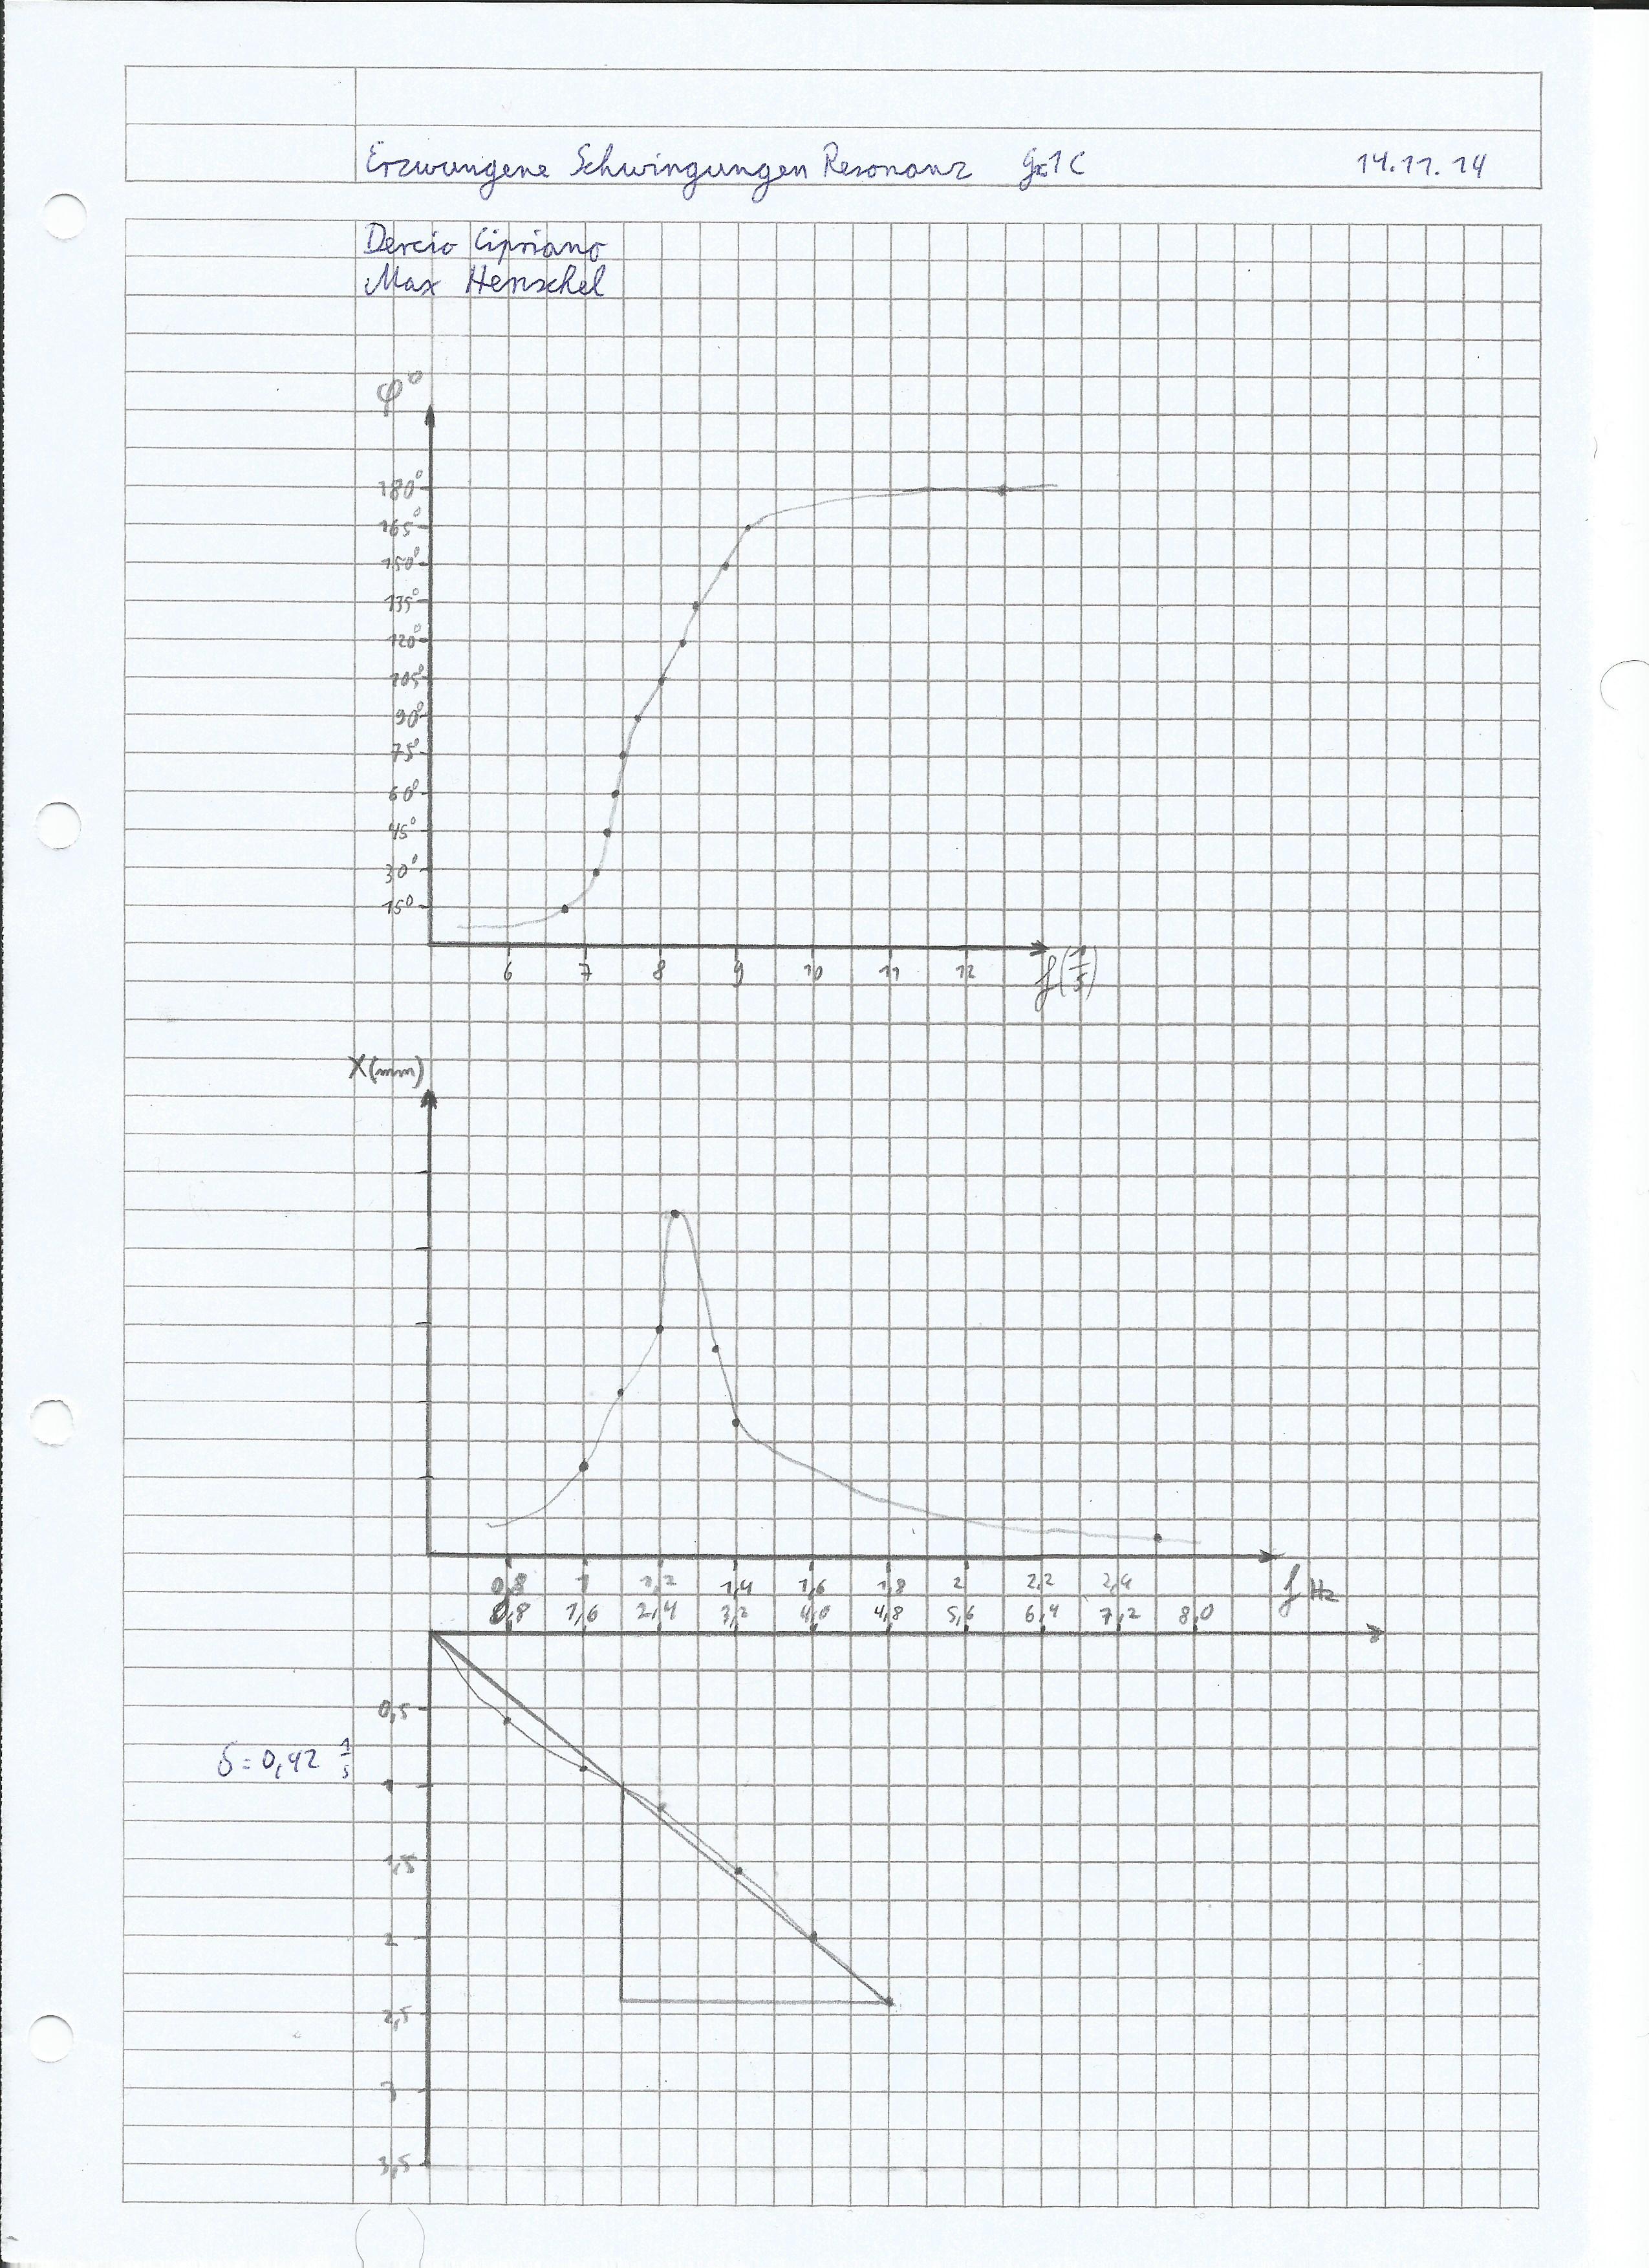 Erzwungene Schwingungen Resonanz 14.11.14
Dercio Cipriano
Max Henschel
φ°
180°
165°
150°
135°
120°
105°
90°
75°
60°
45°
30°
15°
6 7 8 9 10 11 12 f(1/s)
X(mm)
0,8 1 1,2 1,4 1,6 1,8 2 2,2 2,4 f Hz
0,8 1,6 2,4 3,2 4,0 4,8 5,6 6,4 7,2 8,0
0,5
δ=0,42 1/s
1
1,5
2
2,5
3
3,5